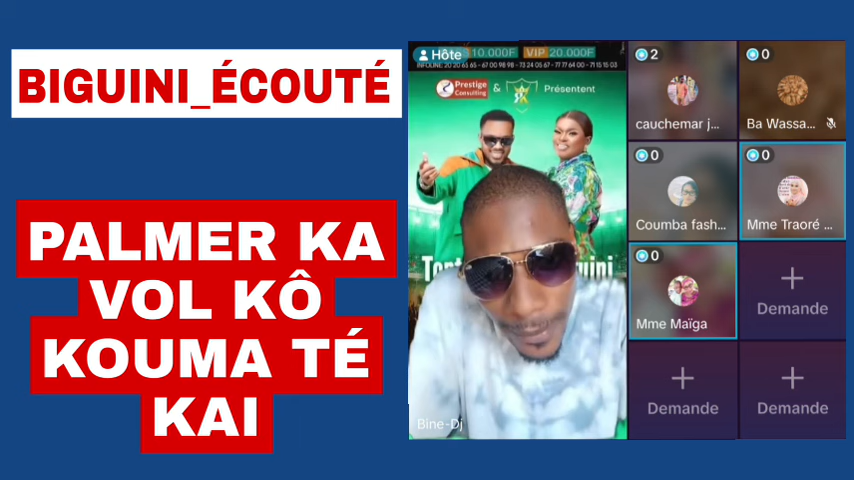 BIGUINI_ÉCOUTÉ
PALMER KA
VOL KÔ
KOUMA TÉ
KAI
Hôte
10.000F VIP 20.000F
Prestige Consulting & Présentent
Bine-Dj
2
cauchemar j...
0
Ba Wassa...
0
Coumba fash...
0
Mme Traoré ...
0
Mme Maïga
Demande
Demande
Demande